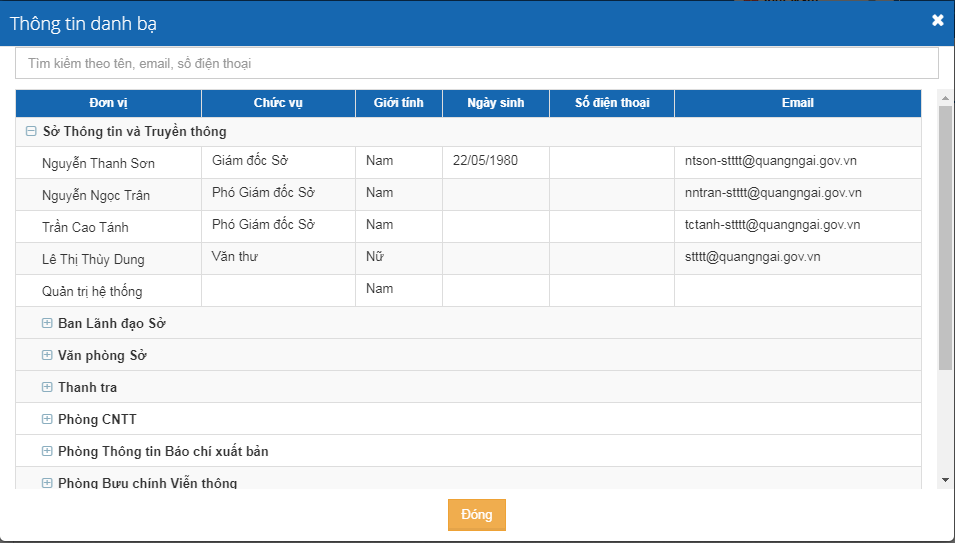 Thông tin danh bạ
Tìm kiếm theo tên, email, số điện thoại
Đơn vị Chức vụ Giới tính Ngày sinh Số điện thoại Email
Sở Thông tin và Truyền thông
Nguyễn Thanh Sơn Giám đốc Sở Nam 22/05/1980 ntson-stttt@quangngai.gov.vn
Nguyễn Ngọc Trân Phó Giám đốc Sở Nam nntran-stttt@quangngai.gov.vn
Trần Cao Tánh Phó Giám đốc Sở Nam tctanh-stttt@quangngai.gov.vn
Lê Thị Thùy Dung Văn thư Nữ stttt@quangngai.gov.vn
Quản trị hệ thống Nam
Ban Lãnh đạo Sở
Văn phòng Sở
Thanh tra
Phòng CNTT
Phòng Thông tin Báo chí xuất bản
Phòng Bưu chính Viễn thông
Đóng